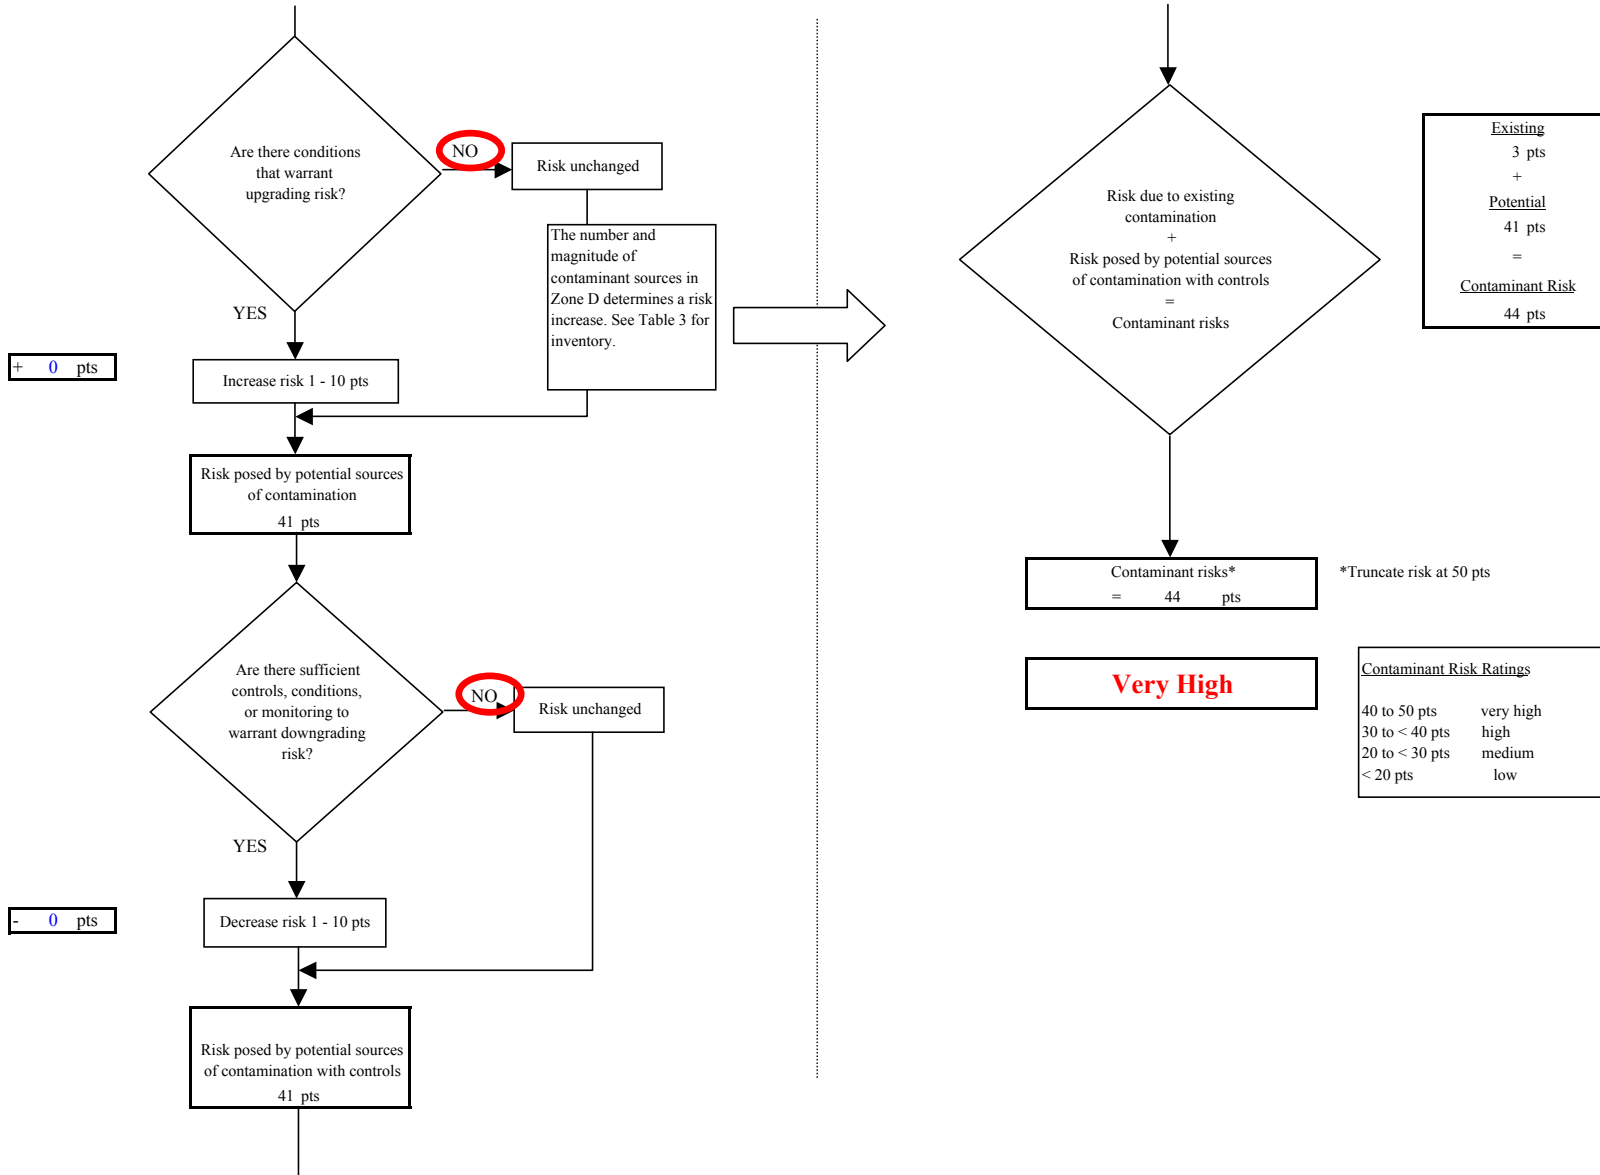 Are there conditions
that warrant
upgrading risk?
NO
Risk unchanged
The number and
magnitude of
contaminant sources in
Zone D determines a risk
increase. See Table 3 for
inventory.
YES
+ 0 pts
Increase risk 1 - 10 pts
Risk posed by potential sources
of contamination
41 pts
Are there sufficient
controls, conditions,
or monitoring to
warrant downgrading
risk?
NO
Risk unchanged
YES
- 0 pts
Decrease risk 1 - 10 pts
Risk posed by potential sources
of contamination with controls
41 pts
Risk due to existing
contamination
+
Risk posed by potential sources
of contamination with controls
=
Contaminant risks
Existing
3 pts
+
Potential
41 pts
=
Contaminant Risk
44 pts
Contaminant risks*
= 44 pts
*Truncate risk at 50 pts
Very High
Contaminant Risk Ratings
40 to 50 pts very high
30 to < 40 pts high
20 to < 30 pts medium
< 20 pts low